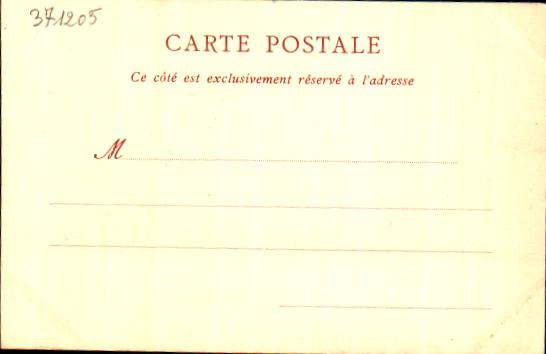 371205
CARTE POSTALE
Ce côté est exclusivement réservé à l'adresse
M